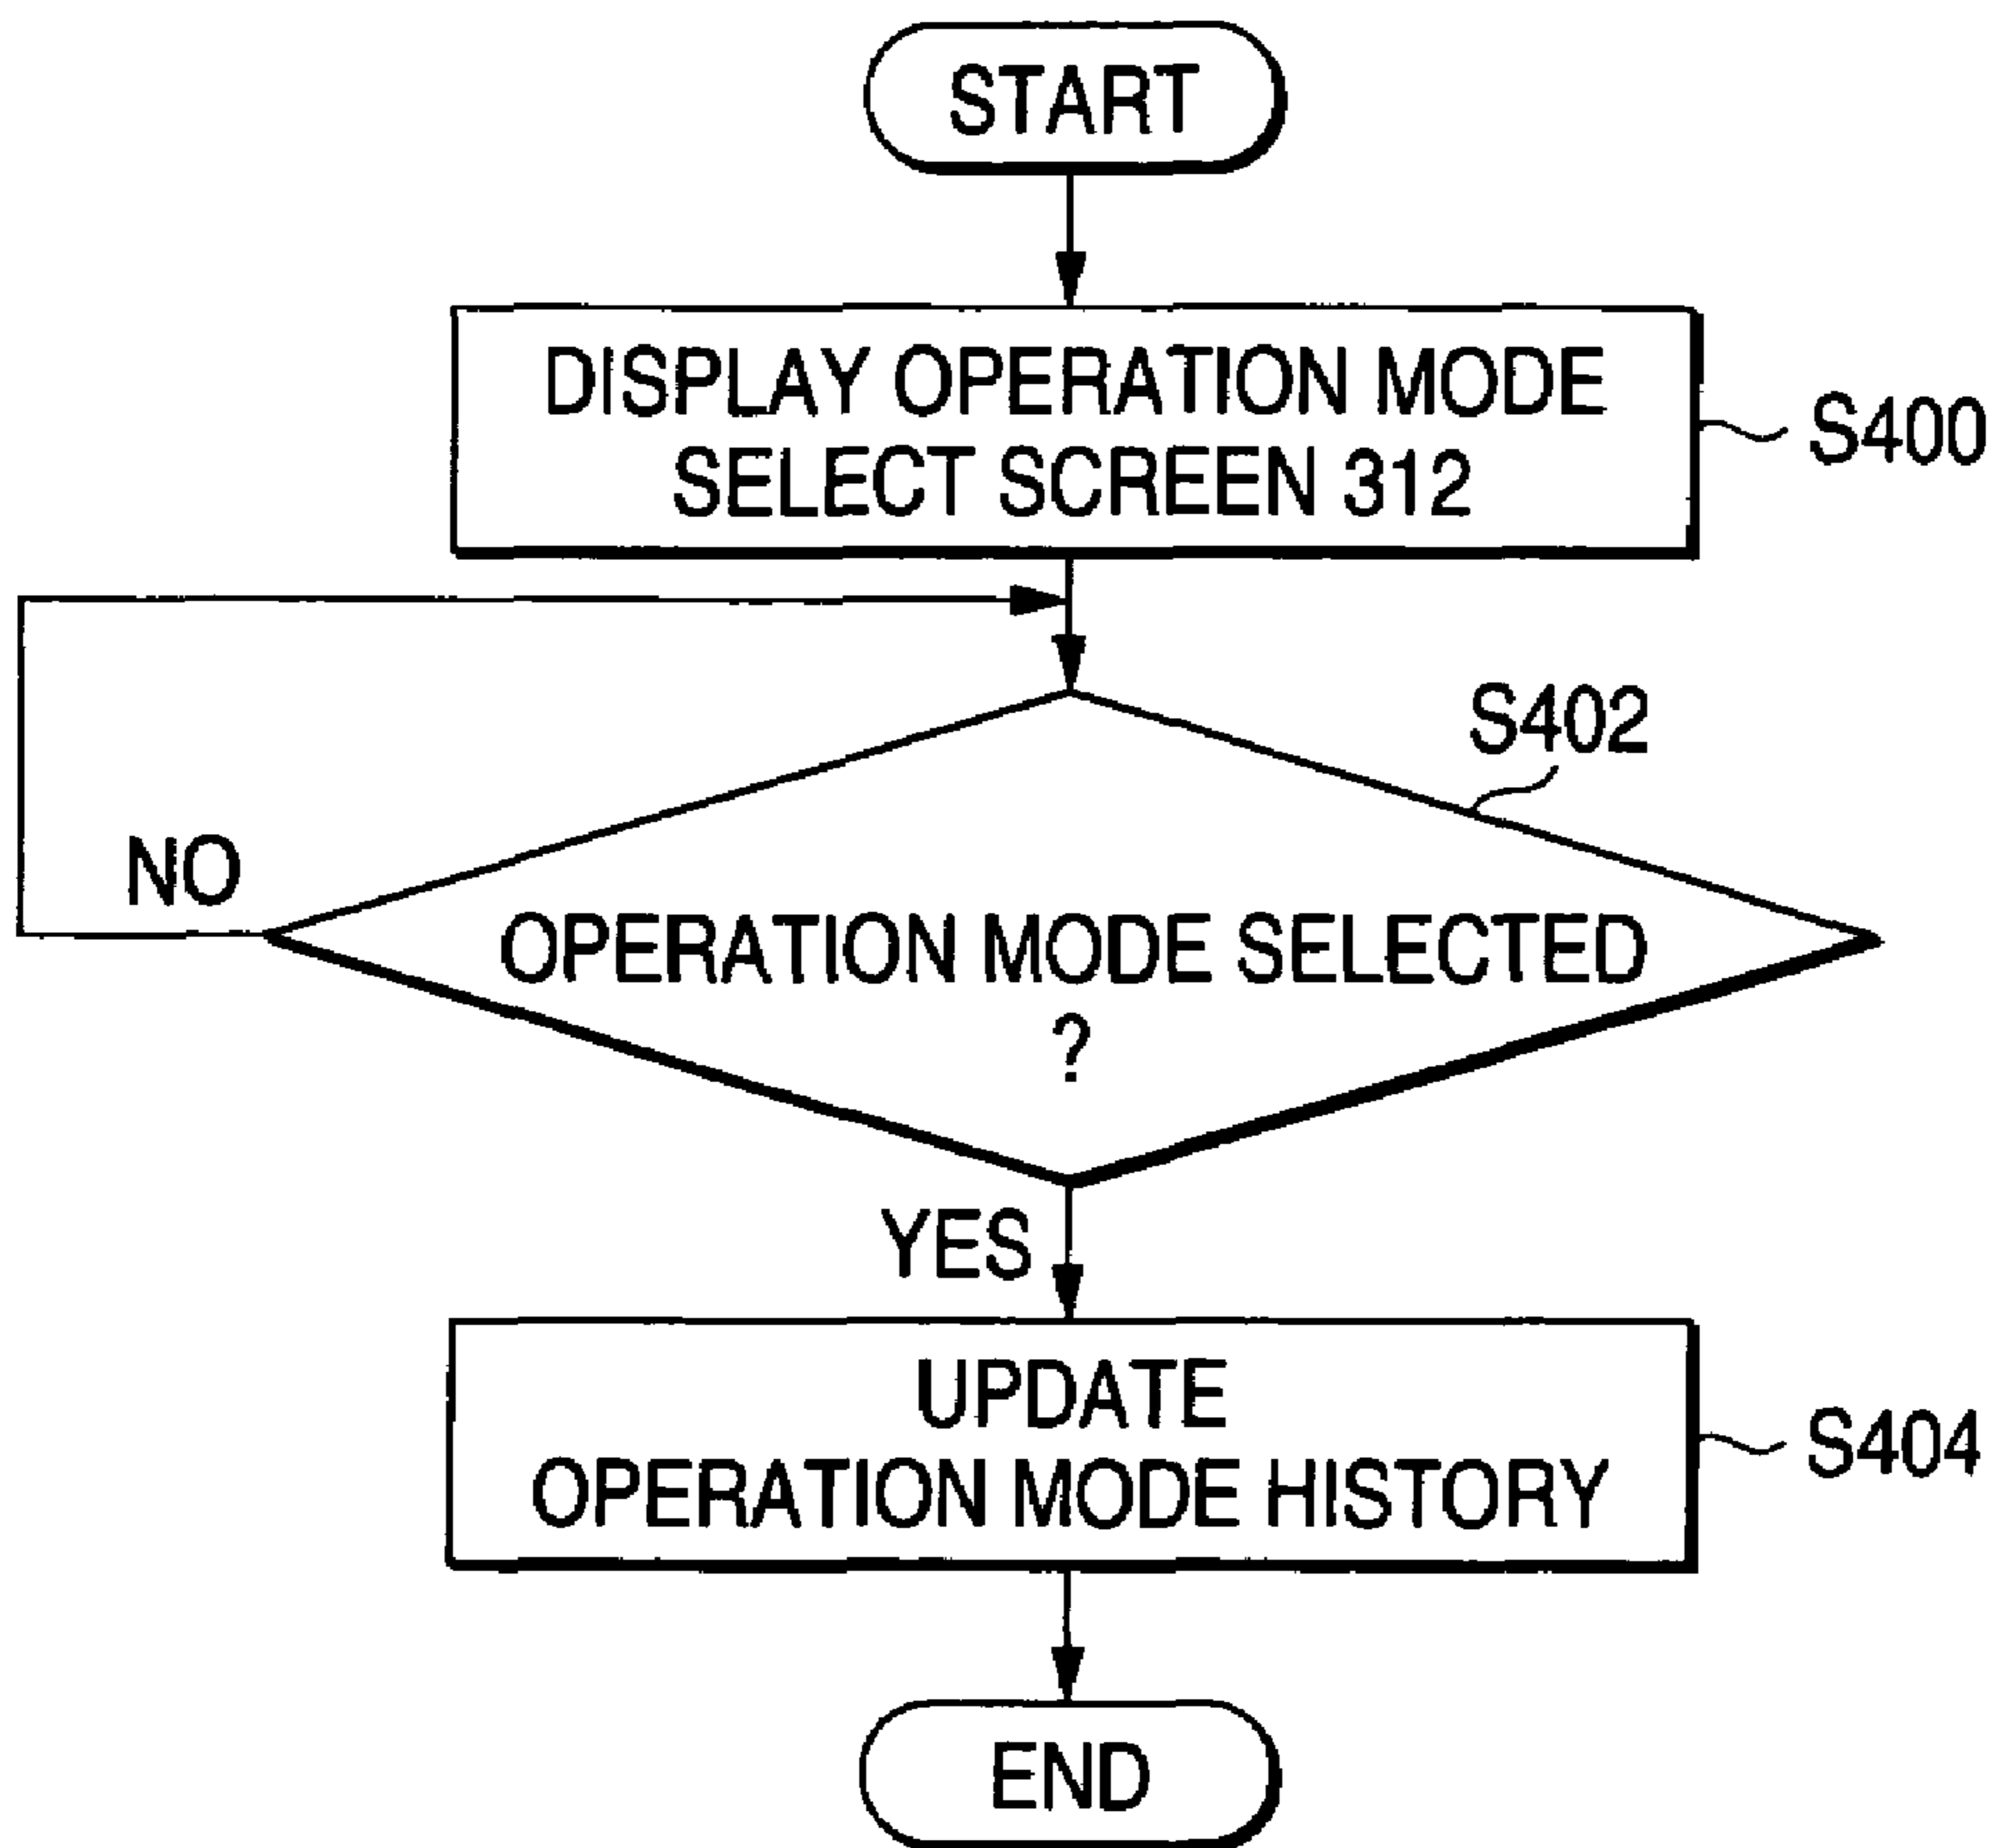 START
DISPLAY OPERATION MODE
SELECT SCREEN 312
S400
S402
NO
OPERATION MODE SELECTED
?
YES
UPDATE
OPERATION MODE HISTORY
S404
END